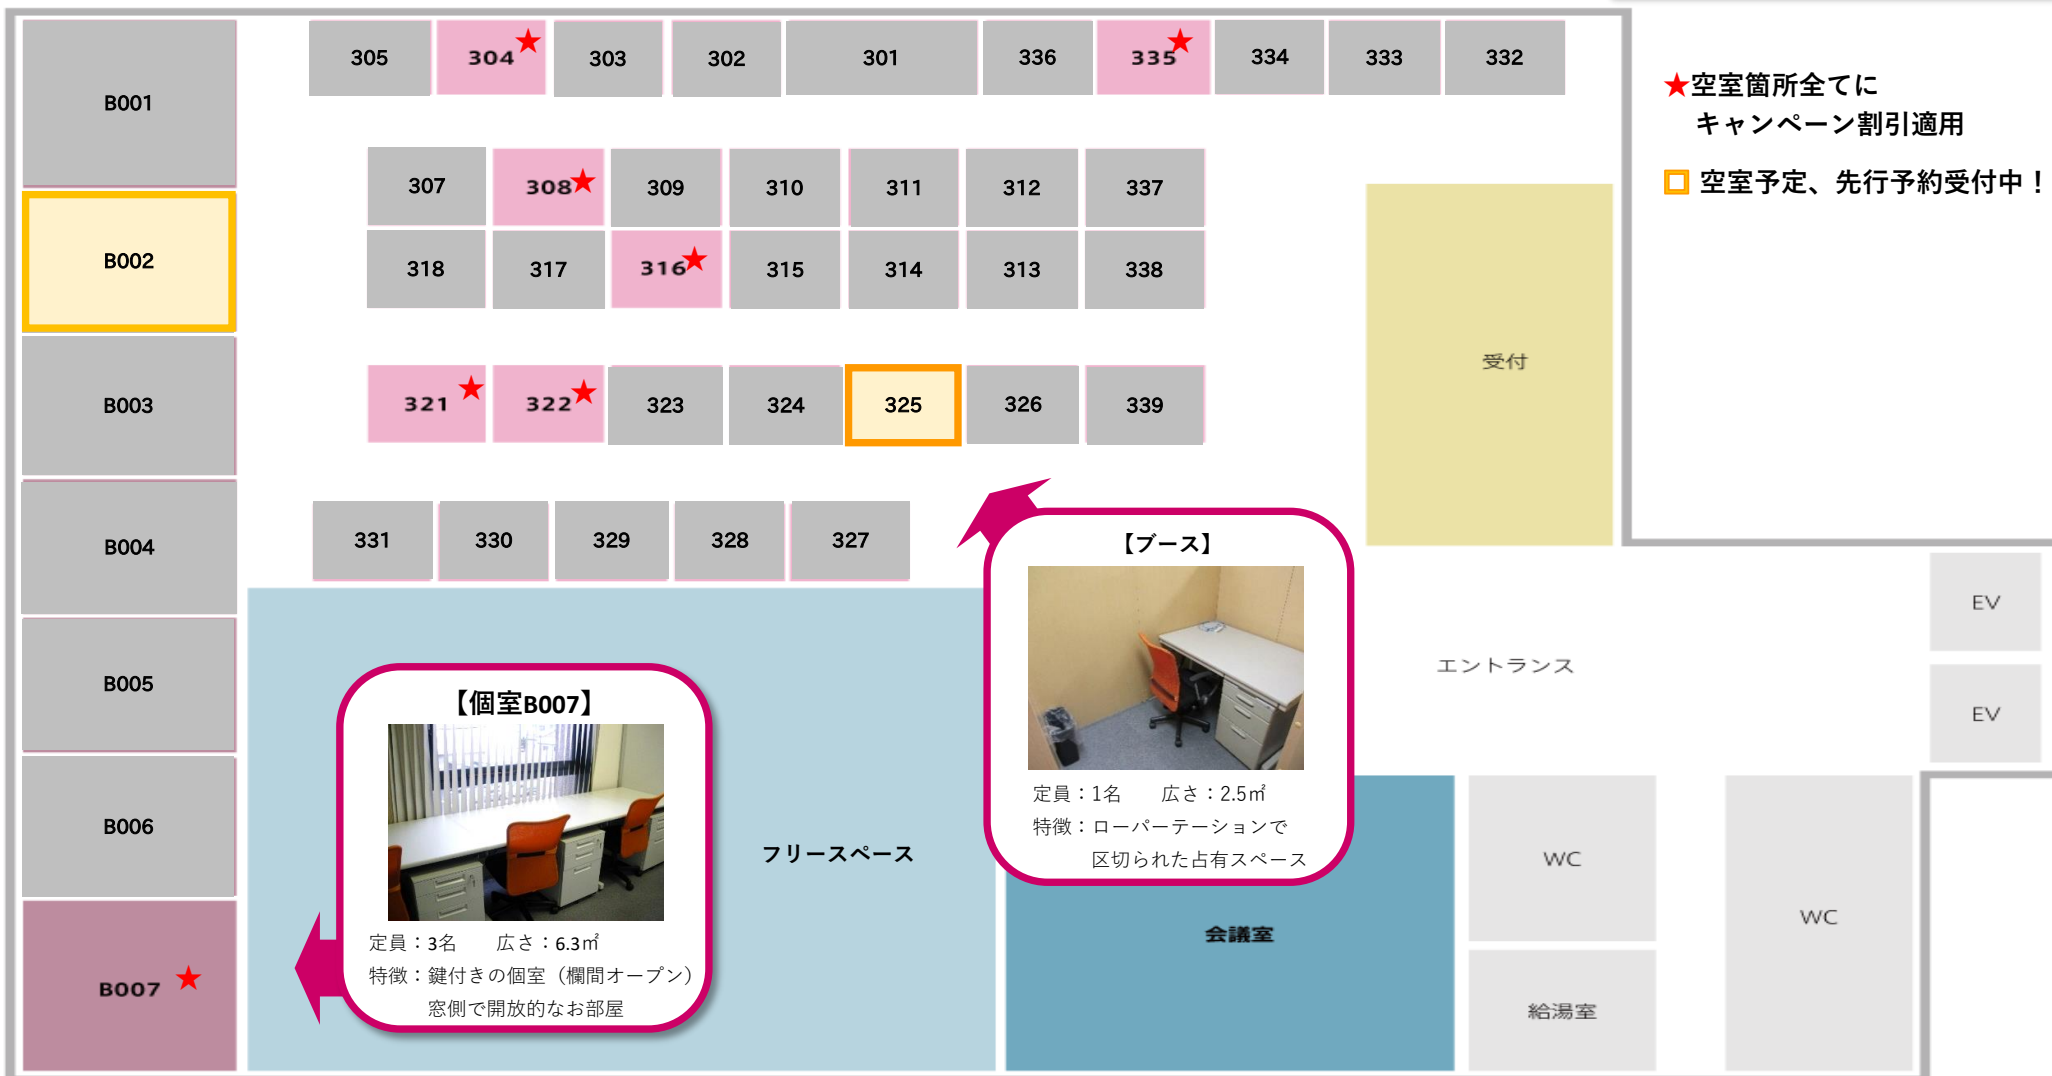 305
304★
303
302
301
336
335★
334
333
332
★空室箇所全てに
キャンペーン割引適用
空室予定、先行予約受付中！
B001
B002
B003
B004
B005
B006
B007 ★
307
308★
309
310
311
312
337
318
317
316★
315
314
313
338
321★
322★
323
324
325
326
339
331
330
329
328
327
受付
【ブース】
定員：1名　広さ：2.5㎡
特徴：ローパーテーションで
区切られた占有スペース
【個室B007】
定員：3名　広さ：6.3㎡
特徴：鍵付きの個室（欄間オープン）
窓側で開放的なお部屋
フリースペース
会議室
エントランス
EV
EV
WC
WC
給湯室